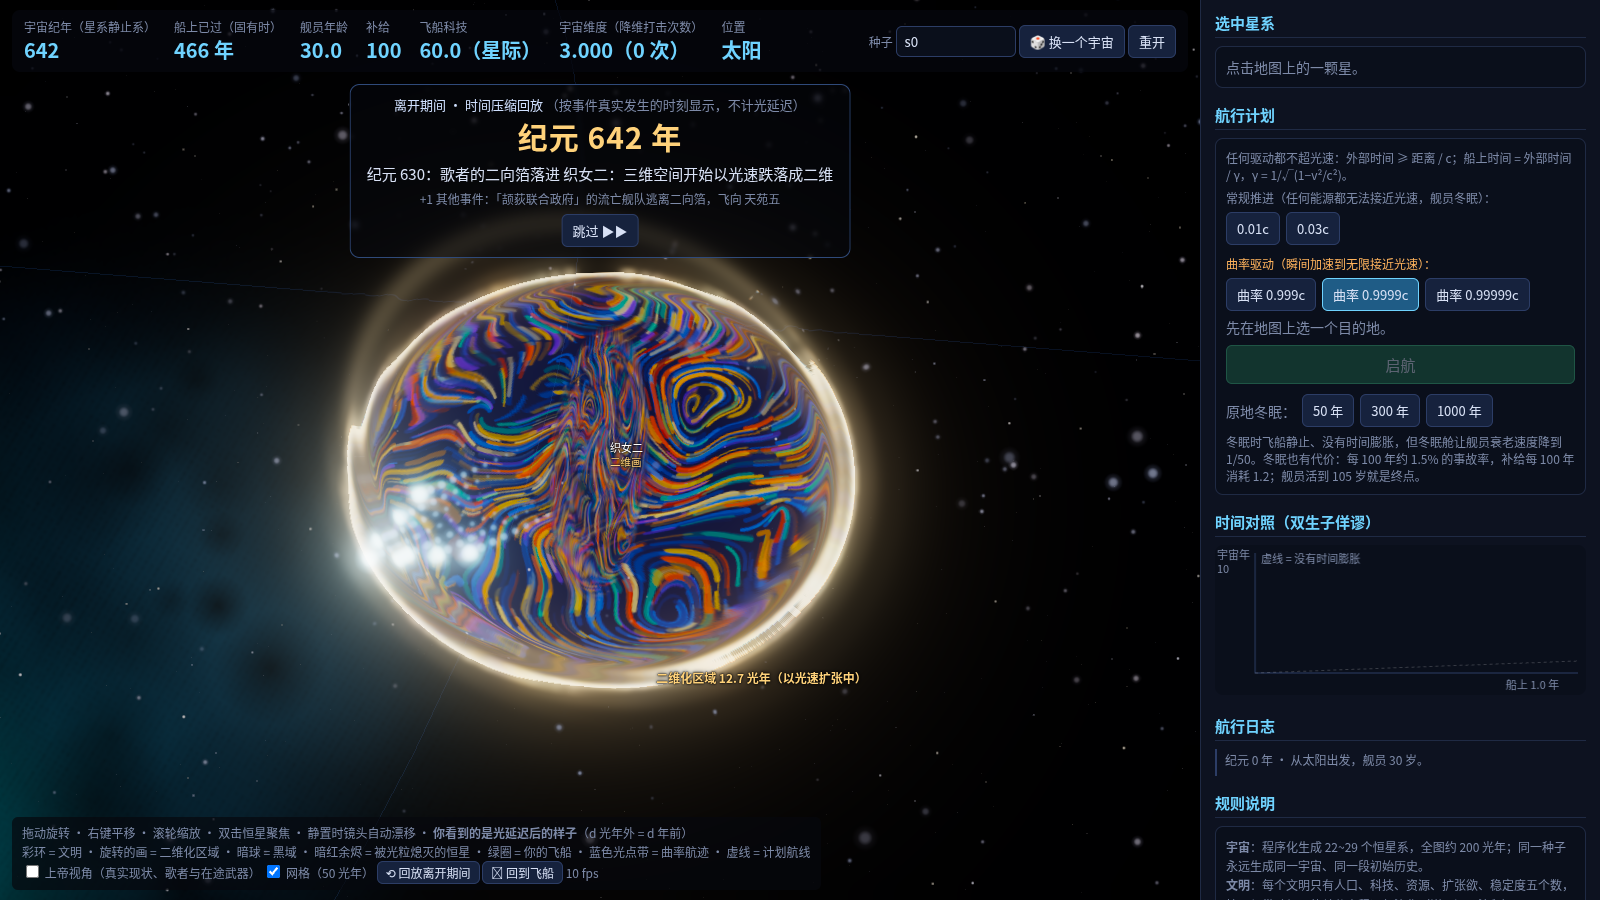 宇宙纪年（星系静止系）
642
船上已过（固有时）
466 年
舰员年龄
30.0
补给
100
飞船科技
60.0（星际）
宇宙维度（降维打击次数）
3.000（0 次）
位置
太阳
种子 s0 换一个宇宙 重开
离开期间 · 时间压缩回放 （按事件真实发生的时刻显示，不计光延迟）
纪元 642 年
纪元 630：歌者的二向箔落进 织女二：三维空间开始以光速跌落成二维
+1 其他事件：「颉荻联合政府」的流亡舰队逃离二向箔，飞向 天苑五
跳过 ▶▶
织女二
二维画
二维化区域 12.7 光年（以光速扩张中）
拖动旋转 · 右键平移 · 滚轮缩放 · 双击恒星聚焦 · 静置时镜头自动漂移 · 你看到的是光延迟后的样子（d 光年外 = d 年前）
彩环 = 文明 · 旋转的画 = 二维化区域 · 暗球 = 黑域 · 暗红余烬 = 被光粒熄灭的恒星 · 绿圈 = 你的飞船 · 蓝色光点带 = 曲率航迹 · 虚线 = 计划航线
上帝视角（真实现状、歌者与在途武器） 网格（50 光年） ⟲ 回放离开期间 回到飞船 10 fps
选中星系
点击地图上的一颗星。
航行计划
任何驱动都不超光速：外部时间 ≥ 距离 / c；船上时间 = 外部时间
/ γ，γ = 1/√(1−v²/c²)。
常规推进（任何能源都无法接近光速，舰员冬眠）：
0.01c 0.03c
曲率驱动（瞬间加速到无限接近光速）：
曲率 0.999c 曲率 0.9999c 曲率 0.99999c
先在地图上选一个目的地。
启航
原地冬眠： 50 年 300 年 1000 年
冬眠时飞船静止、没有时间膨胀，但冬眠舱让舰员衰老速度降到
1/50。冬眠也有代价：每 100 年约 1.5% 的事故率，补给每 100 年
消耗 1.2；舰员活到 105 岁就是终点。
时间对照（双生子佯谬）
宇宙年
10
虚线 = 没有时间膨胀
船上 1.0 年
航行日志
纪元 0 年 · 从太阳出发，舰员 30 岁。
规则说明
宇宙：程序化生成 22~29 个恒星系，全图约 200 光年；同一种子
永远生成同一宇宙、同一段初始历史。
文明：每个文明只有人口、科技、资源、扩张欲、稳定度五个数，